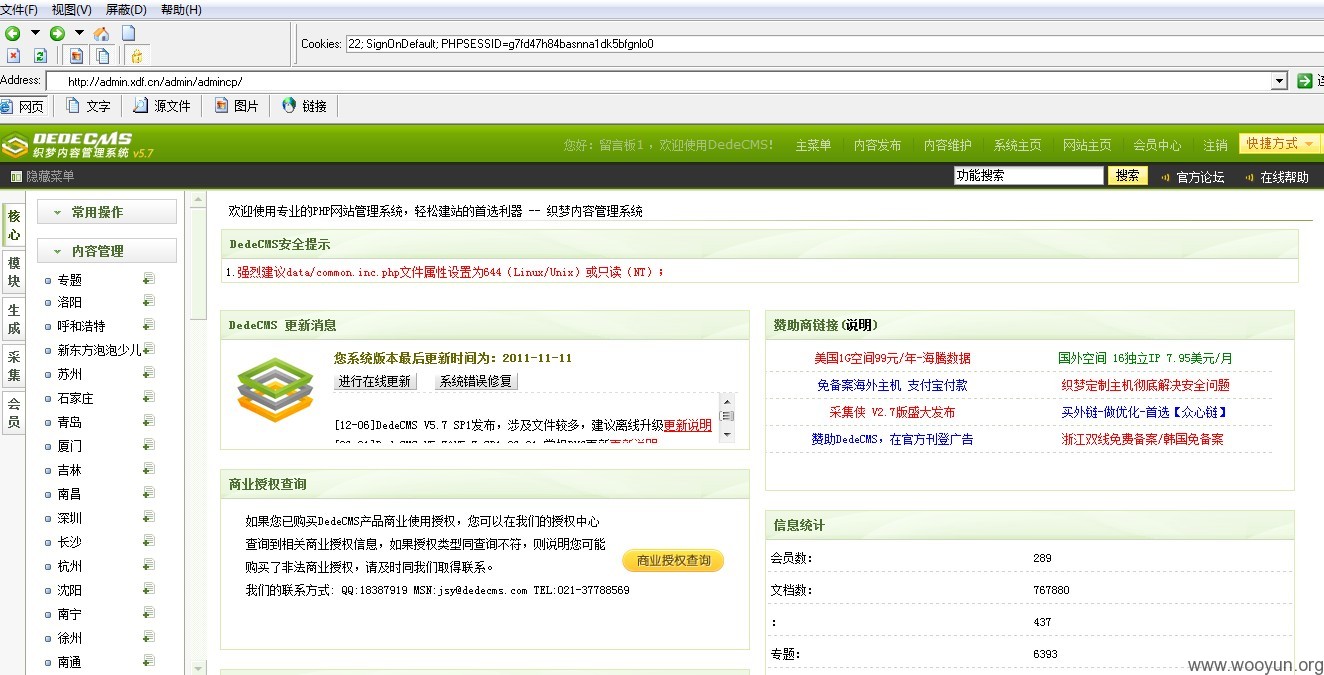 文件(F) 视图(V) 屏蔽(D) 帮助(H)
Cookies: 22; SignOnDefault; PHPSESSID=g7fd47h84basnna1dk5bfgnlo0
Address: http://admin.xdf.cn/admin/admincp/
网页 文字 源文件 图片 链接
DEDECMS
织梦内容管理系统 v5.7
您好：留言板1 ，欢迎使用DedeCMS！ 主菜单 内容发布 内容维护 系统主页 网站主页 会员中心 注销 快捷方式
隐藏菜单 功能搜索 搜索 官方论坛 在线帮助
核心
模块
生成
采集
会员
常用操作
内容管理
专题
洛阳
呼和浩特
新东方泡泡少儿
苏州
石家庄
青岛
厦门
吉林
南昌
深圳
长沙
杭州
沈阳
南宁
徐州
南通
欢迎使用专业的PHP网站管理系统，轻松建站的首选利器 -- 织梦内容管理系统
DedeCMS安全提示
1.强烈建议data/common.inc.php文件属性设置为644（Linux/Unix）或只读（NT）；
DedeCMS 更新消息
您系统版本最后更新时间为：2011-11-11
进行在线更新 系统错误修复
[12-06]DedeCMS V5.7 SP1发布，涉及文件较多，建议离线升级更新说明
商业授权查询
如果您已购买DedeCMS产品商业使用授权，您可以在我们的授权中心
查询到相关商业授权信息，如果授权类型同查询不符，则说明您可能
购买了非法商业授权，请及时同我们取得联系。
我们的联系方式: QQ:18387919 MSN:jsy@dedecms.com TEL:021-37788569
商业授权查询
赞助商链接(说明)
美国1G空间99元/年-海腾数据 国外空间 16独立IP 7.95美元/月
免备案海外主机 支付宝付款 织梦定制主机彻底解决安全问题
采集侠 V2.7版盛大发布 买外链-做优化-首选【众心链】
赞助DedeCMS，在官方刊登广告 浙江双线免费备案/韩国免备案
信息统计
会员数: 289
文档数: 767880
: 437
专题: 6393
www.wooyun.org